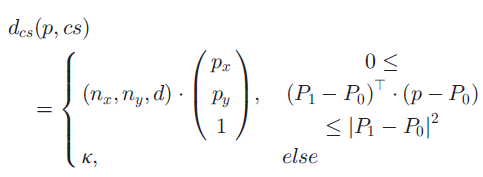 d_{cs}(p, cs)
= { (n_x, n_y, d) · (p_x p_y 1), 0 ≤ (P_1 − P_0)^⊤ · (p − P_0) ≤ |P_1 − P_0|^2
κ, else